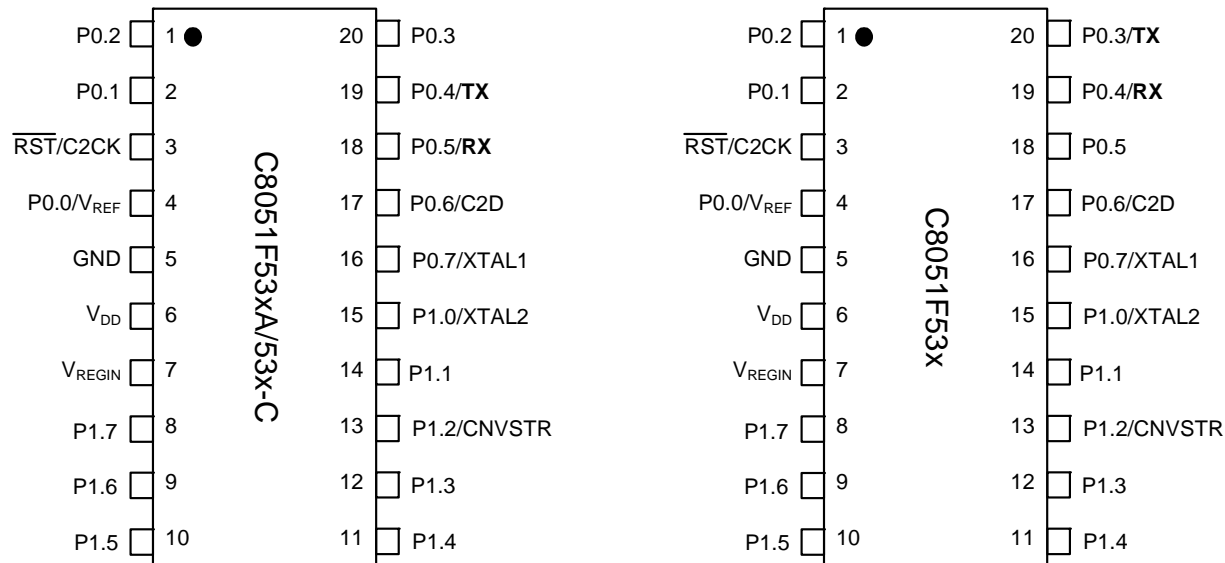 P0.2 1 20 P0.3
P0.1 2 19 P0.4/TX
RST/C2CK 3 18 P0.5/RX
P0.0/VREF 4 17 P0.6/C2D
GND 5 16 P0.7/XTAL1
VDD 6 15 P1.0/XTAL2
VREGIN 7 14 P1.1
P1.7 8 13 P1.2/CNVSTR
P1.6 9 12 P1.3
P1.5 10 11 P1.4
C8051F53xA/53x-C
P0.2 1 20 P0.3/TX
P0.1 2 19 P0.4/RX
RST/C2CK 3 18 P0.5
P0.0/VREF 4 17 P0.6/C2D
GND 5 16 P0.7/XTAL1
VDD 6 15 P1.0/XTAL2
VREGIN 7 14 P1.1
P1.7 8 13 P1.2/CNVSTR
P1.6 9 12 P1.3
P1.5 10 11 P1.4
C8051F53x